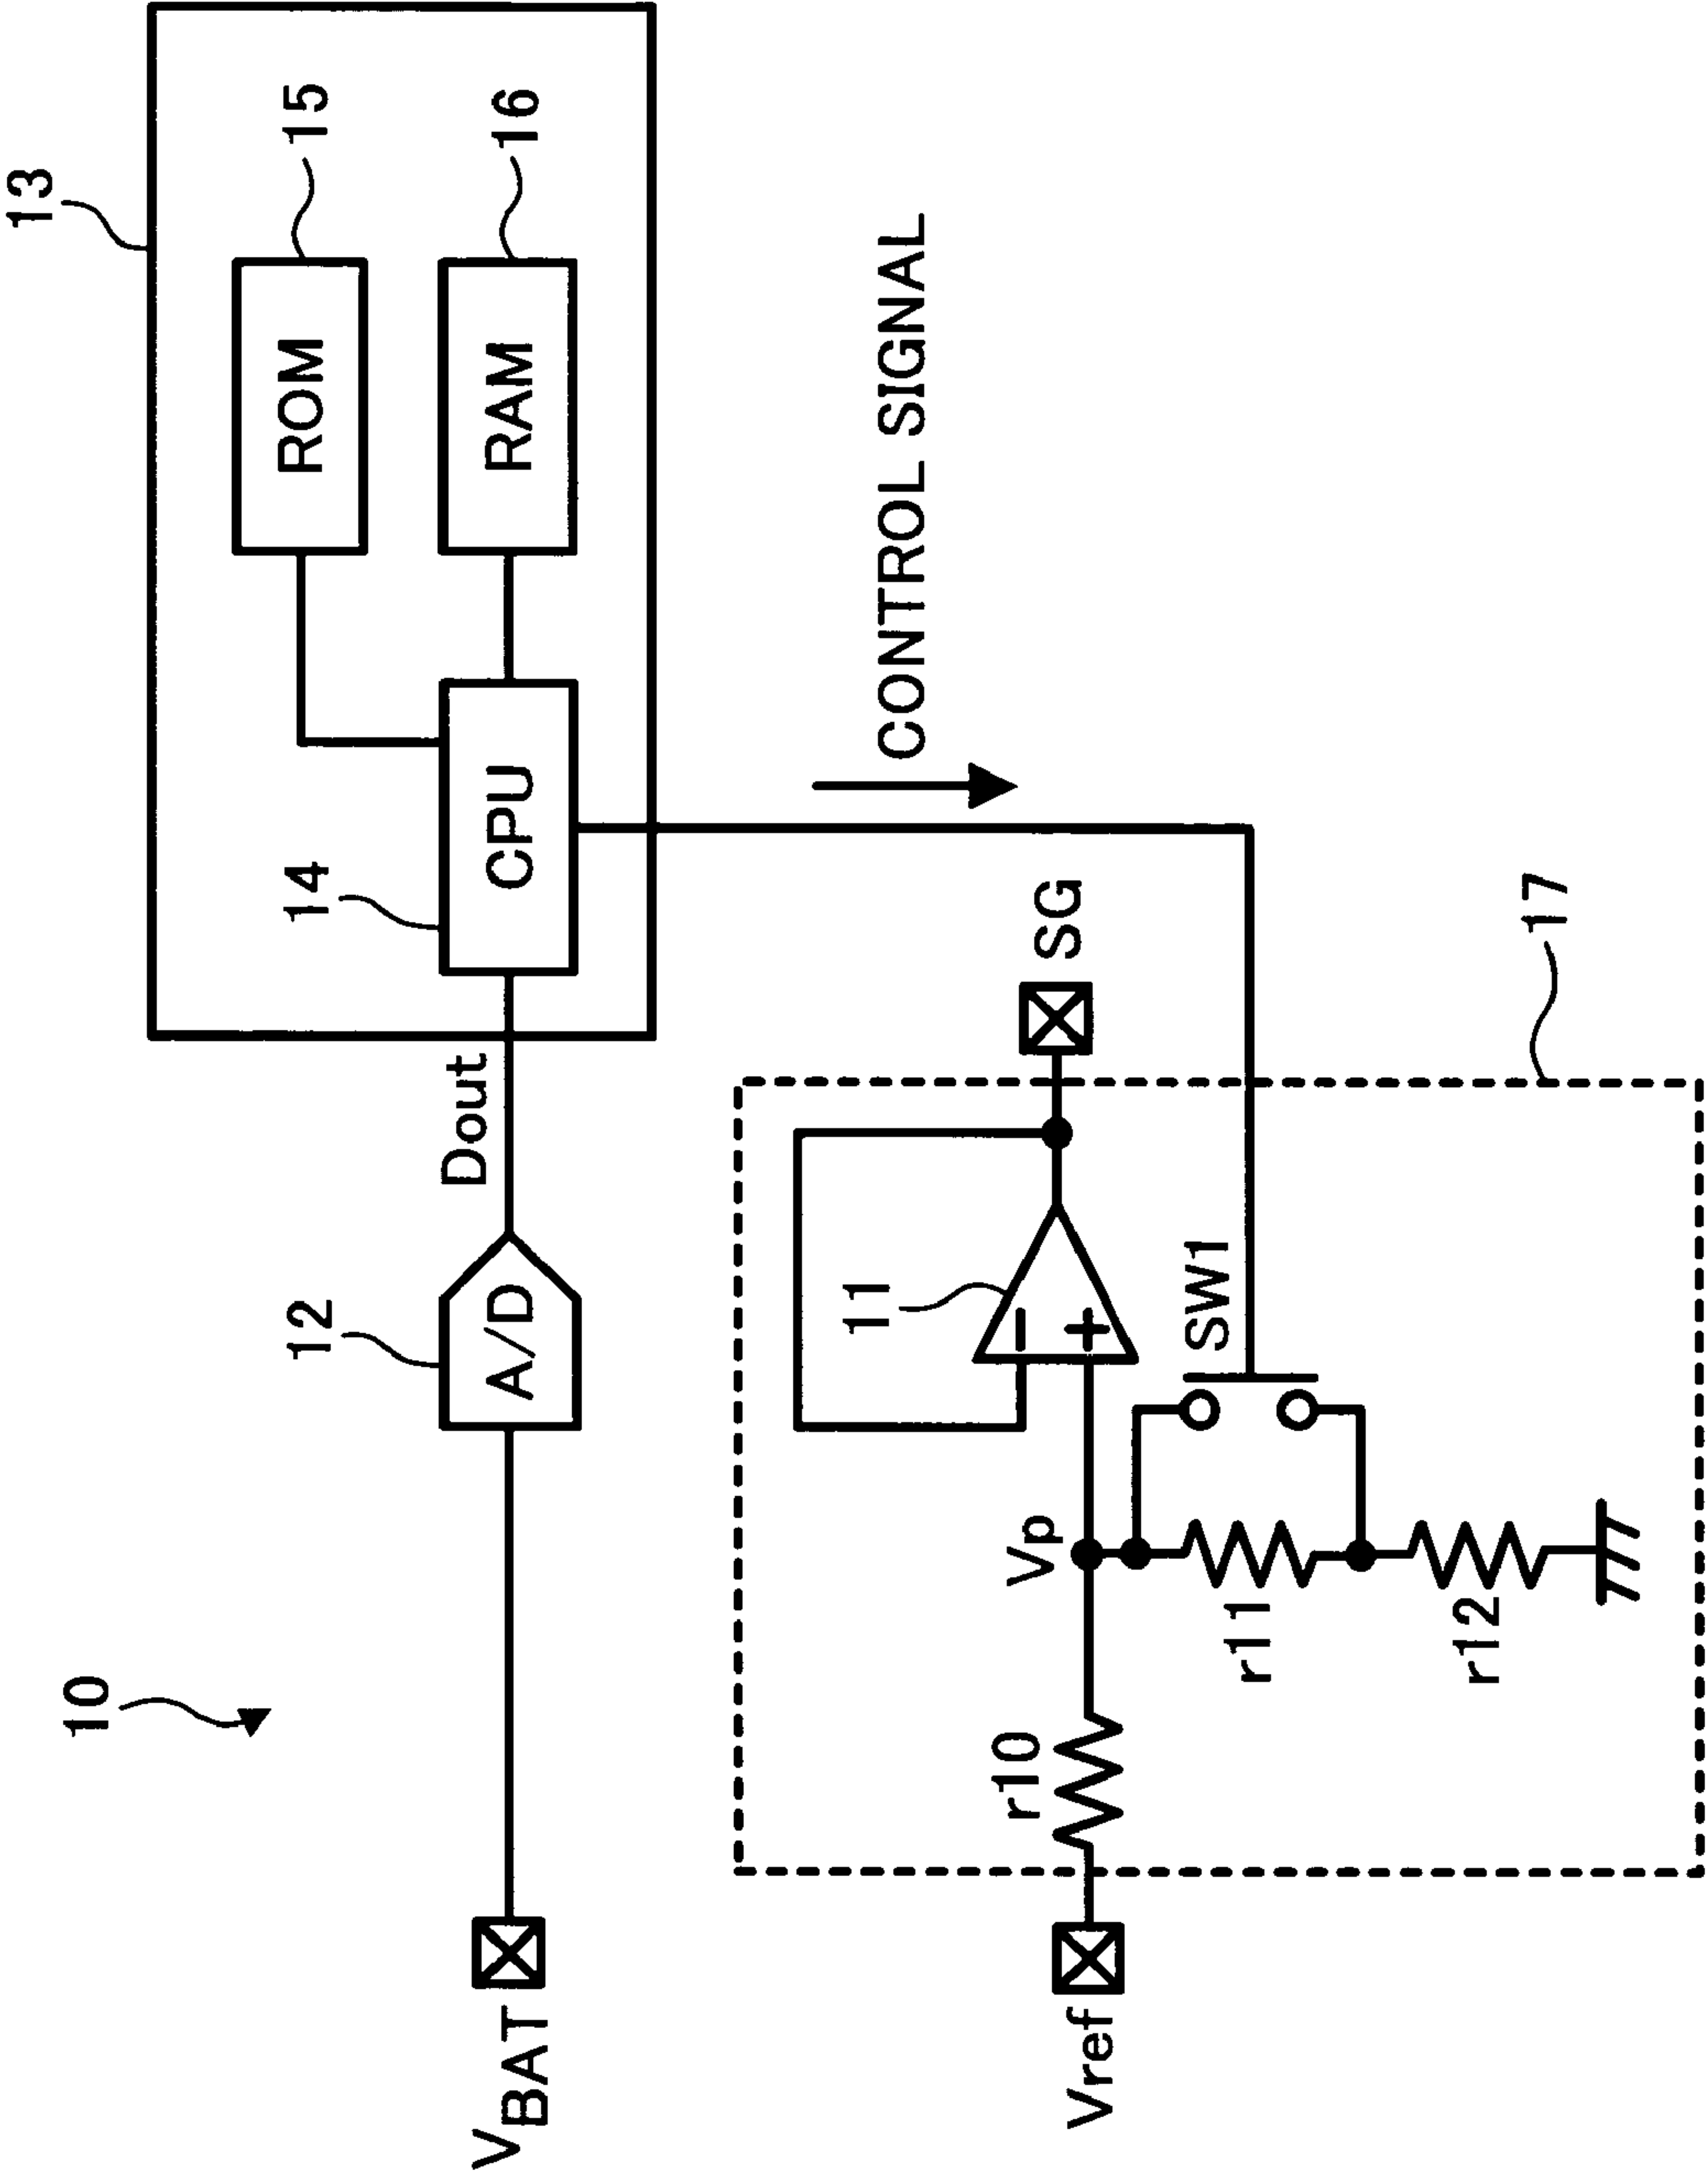 10
13
15
ROM
14
16
12
VBAT
A/D
Dout
CPU
RAM
CONTROL SIGNAL
11
SG
Vref
r10
Vp
−
+
SW1
r11
r12
17